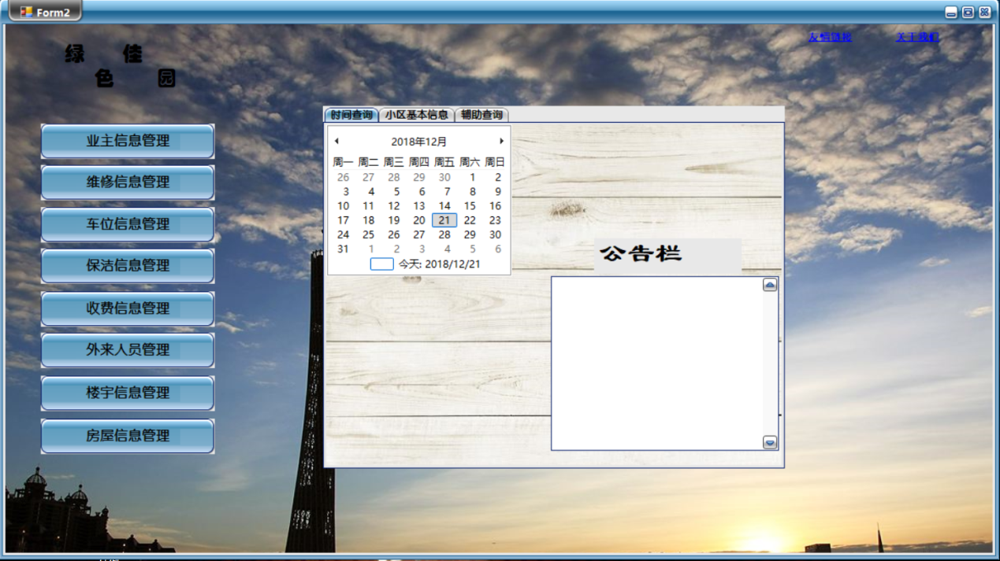 Form2
友情链接 关于我们
绿 佳
色 园
时间查询 小区基本信息 辅助查询
业主信息管理
维修信息管理
车位信息管理
保洁信息管理
收费信息管理
外来人员管理
楼宇信息管理
房屋信息管理
2018年12月
周一 周二 周三 周四 周五 周六 周日
26 27 28 29 30 1 2
3 4 5 6 7 8 9
10 11 12 13 14 15 16
17 18 19 20 21 22 23
24 25 26 27 28 29 30
31 1 2 3 4 5 6
今天: 2018/12/21
公告栏